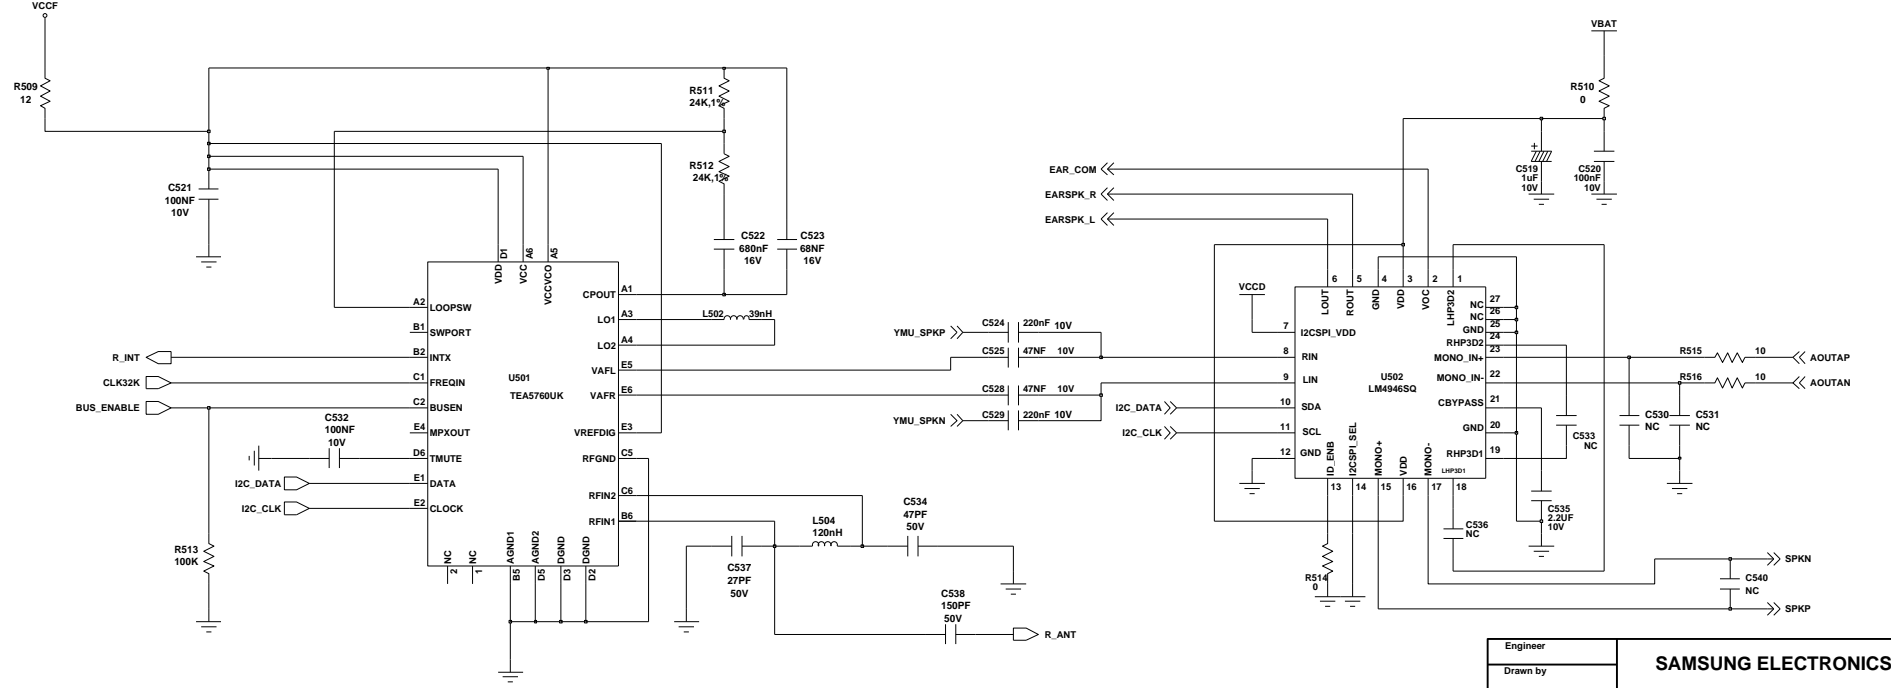 VCCF
R509
12
C521
100NF
10V
R511
24K,1%
R512
24K,1%
C522
680nF
16V
C523
68NF
16V
D1
A6
A5
VDD
VCC
VCCVCO
A2
LOOPSW
B1
SWPORT
B2
INTX
C1
FREQIN
C2
BUSEN
E4
MPXOUT
D6
TMUTE
E1
DATA
E2
CLOCK
A1
CPOUT
A3
LO1
A4
LO2
E5
VAFL
E6
VAFR
E3
VREFDIG
C5
RFGND
C6
RFIN2
B6
RFIN1
U501
TEA5760UK
NC
NC
AGND1
AGND2
DGND
DGND
2
1
B5
D5
D3
D2
R_INT
CLK32K
BUS_ENABLE
C532
100NF
10V
I2C_DATA
I2C_CLK
R513
100K
L502
39nH
L504
120nH
C534
47PF
50V
C537
27PF
50V
C538
150PF
50V
R_ANT
YMU_SPKP
C524
220nF
10V
C525
47NF
10V
C528
47NF
10V
YMU_SPKN
C529
220nF
10V
EAR_COM
EARSPK_R
EARSPK_L
VBAT
R510
0
C519
1uF
10V
C520
100nF
10V
+
VCCD
I2C_DATA
I2C_CLK
6
5
4
3
2
1
LOUT
ROUT
GND
VDD
VOC
LHP3D2
7
I2CSPI_VDD
8
RIN
9
LIN
10
SDA
11
SCL
12
GND
U502
LM4946SQ
27
NC
26
NC
25
GND
24
RHP3D2
23
MONO_IN+
22
MONO_IN-
21
CBYPASS
20
GND
19
RHP3D1
ID_ENB
I2CSPI_SEL
MONO+
VDD
MONO-
LHP3D1
13
14
15
16
17
18
R515
10
AOUTAP
R516
10
AOUTAN
C530
NC
C531
NC
C533
NC
C535
2.2UF
10V
C536
NC
R514
0
C540
NC
SPKN
SPKP
Engineer
Drawn by
SAMSUNG ELECTRONICS